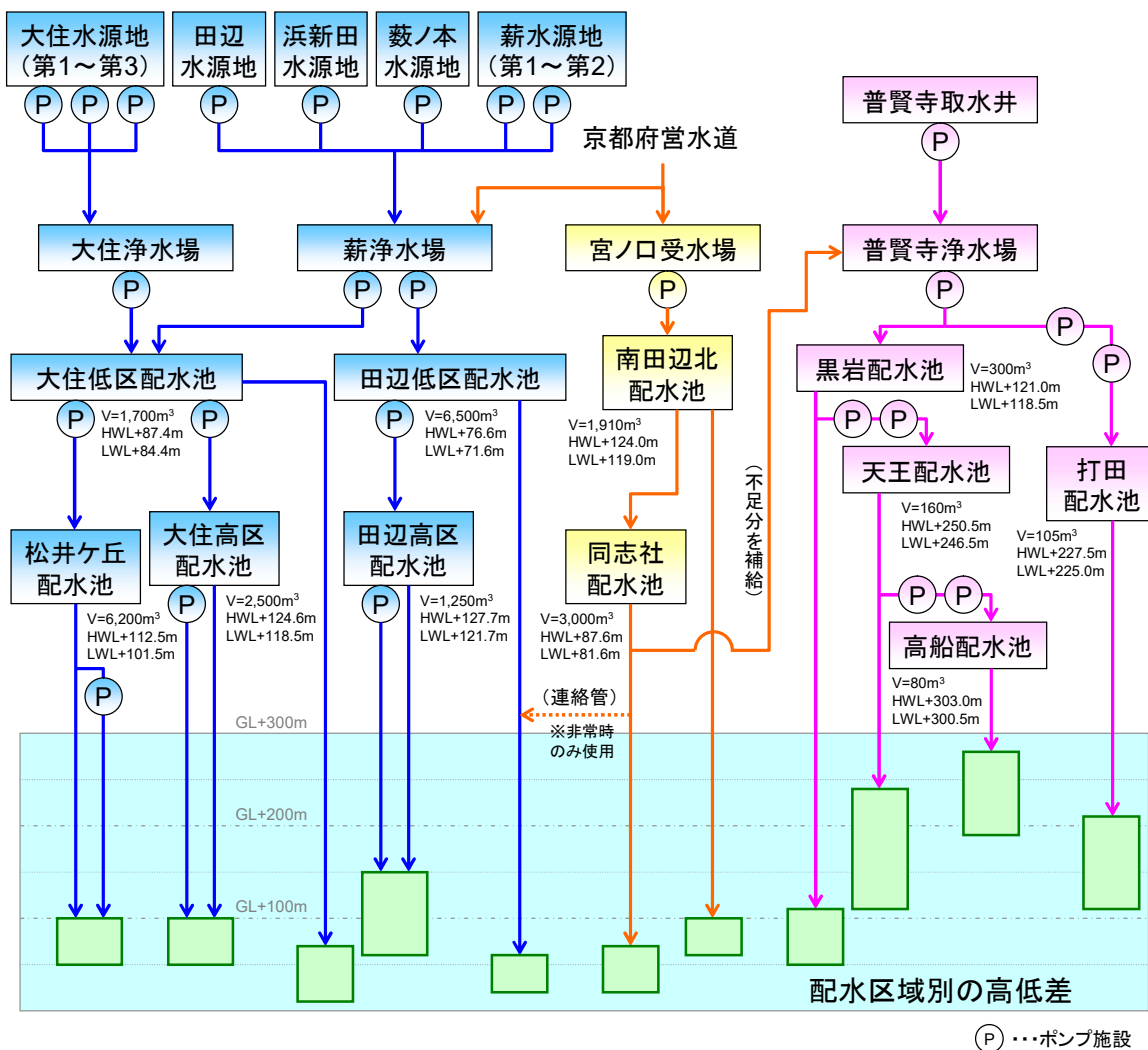 大住水源地
(第1～第3)
田辺
水源地
浜新田
水源地
薮ノ本
水源地
薪水源地
(第1～第2)
P
P
P
P
P
P
P
P
普賢寺取水井
P
京都府営水道
大住浄水場
薪浄水場
宮ノ口受水場
普賢寺浄水場
P
P
P
P
P
P
P
大住低区配水池
田辺低区配水池
南田辺北
配水池
黒岩配水池
V=300m³
HWL+121.0m
LWL+118.5m
P
P
V=1,700m³
HWL+87.4m
LWL+84.4m
P
V=6,500m³
HWL+76.6m
LWL+71.6m
V=1,910m³
HWL+124.0m
LWL+119.0m
P
P
天王配水池
V=160m³
HWL+250.5m
LWL+246.5m
打田
配水池
V=105m³
HWL+227.5m
LWL+225.0m
(不足分を補給)
松井ケ丘
配水池
V=6,200m³
HWL+112.5m
LWL+101.5m
大住高区
配水池
P
V=2,500m³
HWL+124.6m
LWL+118.5m
田辺高区
配水池
P
V=1,250m³
HWL+127.7m
LWL+121.7m
同志社
配水池
V=3,000m³
HWL+87.6m
LWL+81.6m
P
P
高船配水池
V=80m³
HWL+303.0m
LWL+300.5m
P
(連絡管)
※非常時
のみ使用
GL+300m
GL+200m
GL+100m
配水区域別の高低差
P ･･･ポンプ施設